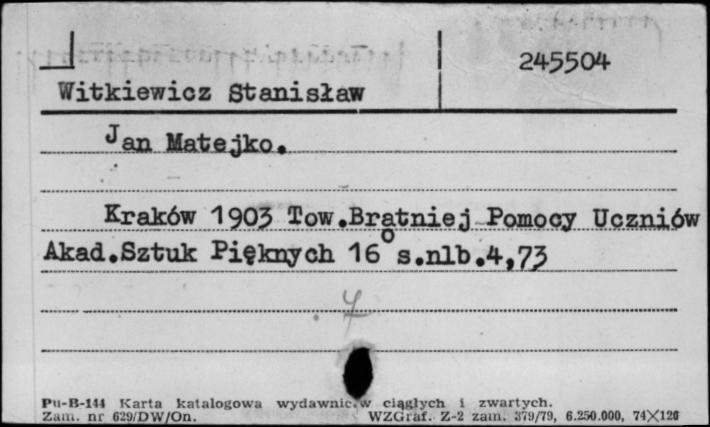 245504
Witkiewicz Stanisław
Jan Matejko.
Kraków 1903 Tow.Bratniej Pomocy Uczniów
Akad.Sztuk Pięknych 16° s.nlb.4,73
Pu-B-144 Karta katalogowa wydawnic.w ciągłych i zwartych.
Zam. nr 629/DW/On. WZGraf. Z-2 zam. 379/79, 6.250.000, 74×126